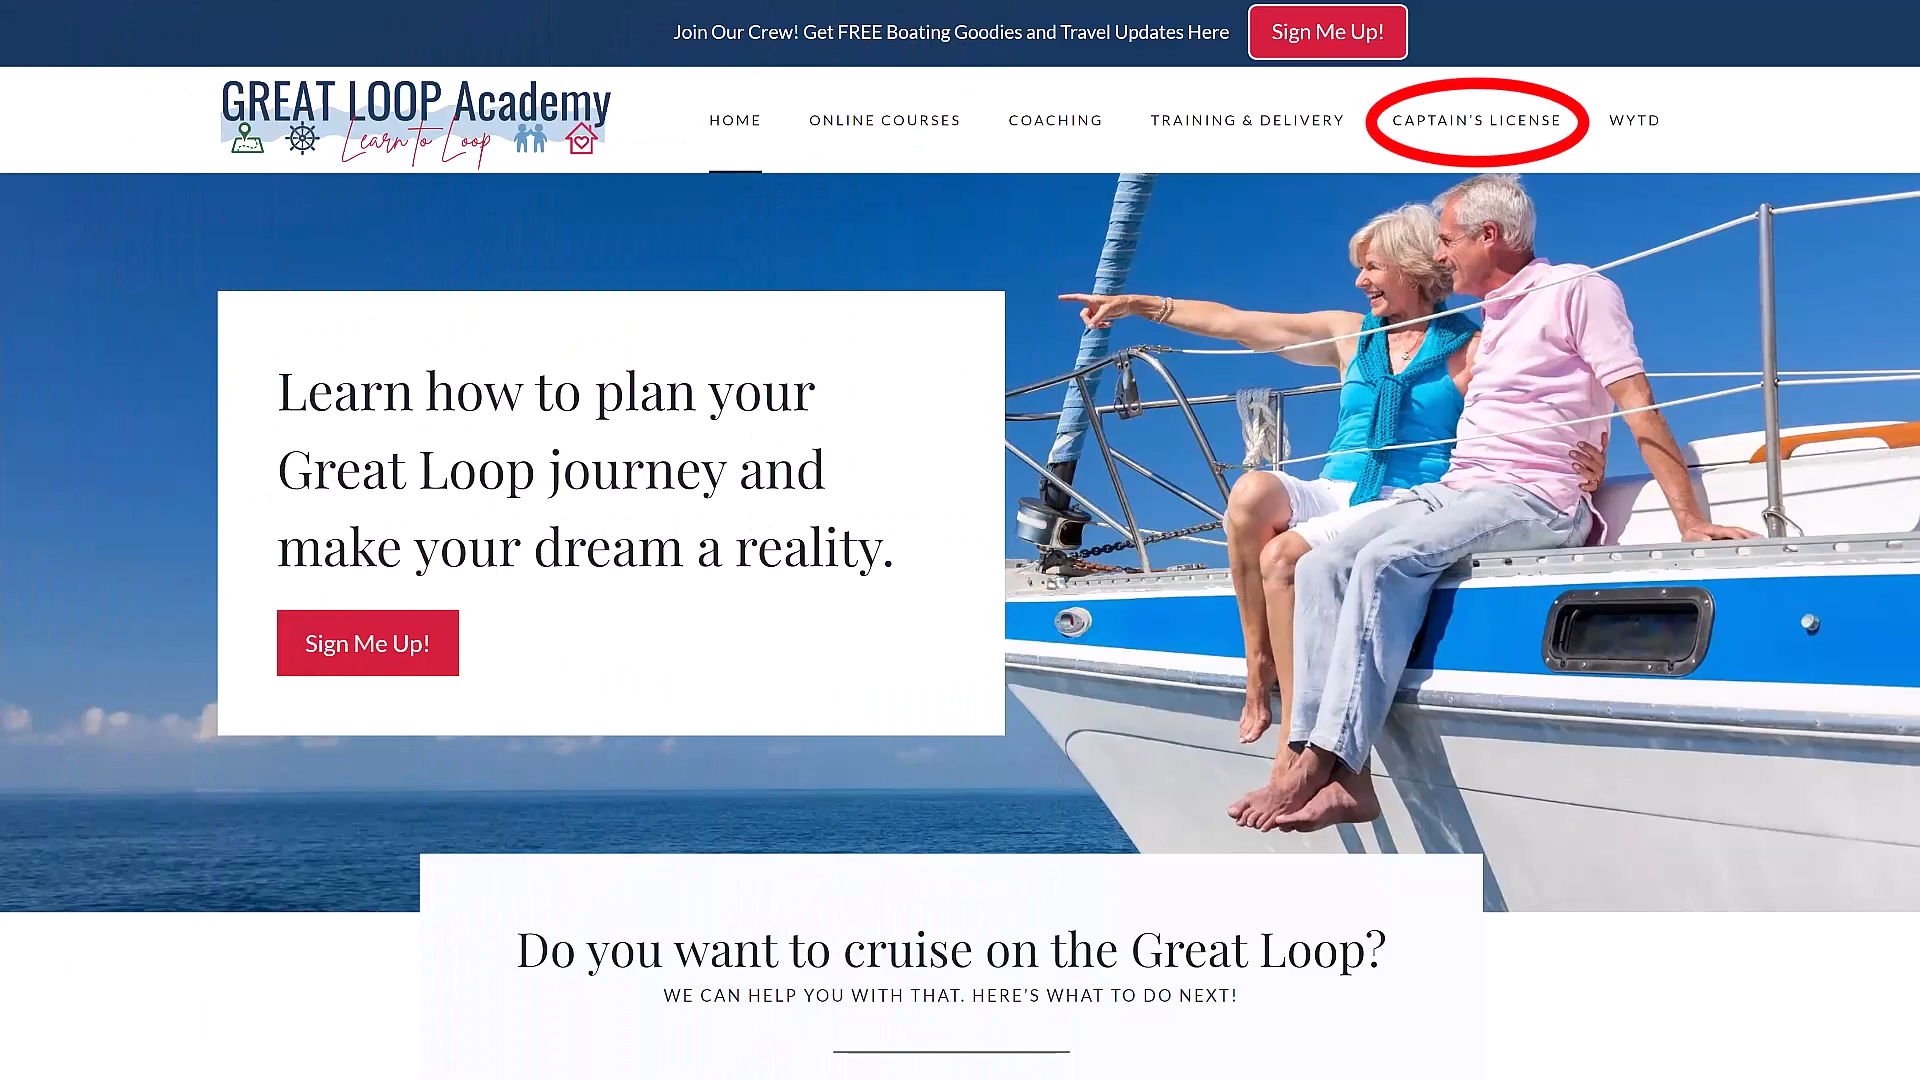 Join Our Crew! Get FREE Boating Goodies and Travel Updates Here
Sign Me Up!
GREAT LOOP Academy
Learn to Loop
HOME
ONLINE COURSES
COACHING
TRAINING & DELIVERY
CAPTAIN'S LICENSE
WYTD
Learn how to plan your
Great Loop journey and
make your dream a reality.
Sign Me Up!
Do you want to cruise on the Great Loop?
WE CAN HELP YOU WITH THAT. HERE'S WHAT TO DO NEXT!